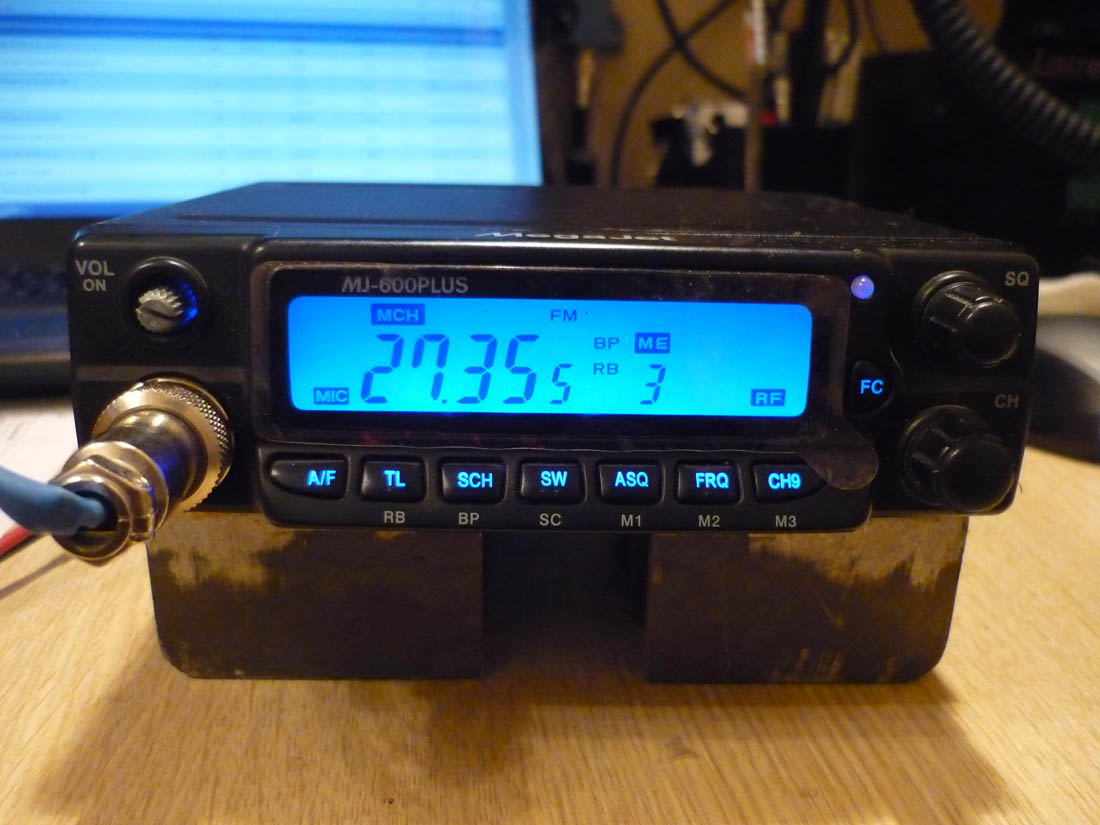 VOL
ON
MegaJet
MJ-600PLUS
SQ
MCH FM
27.355
BP ME
RB 3
MIC RF
FC
CH
A/F TL SCH SW ASQ FRQ CH9
RB BP SC M1 M2 M3